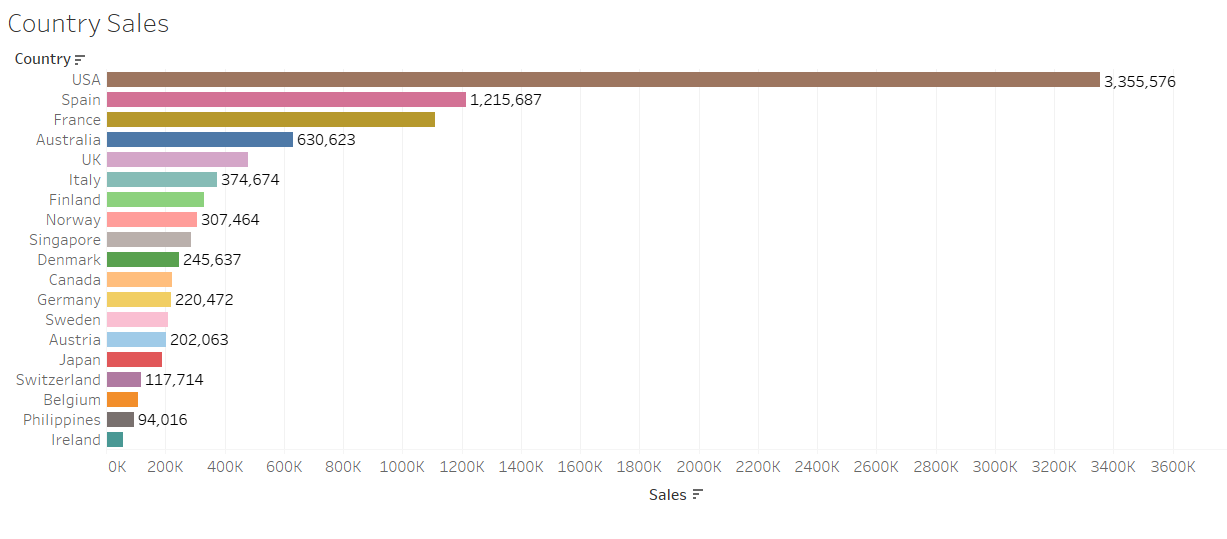 Country Sales
Country
USA 3,355,576
Spain 1,215,687
France
Australia 630,623
UK
Italy 374,674
Finland
Norway 307,464
Singapore
Denmark 245,637
Canada
Germany 220,472
Sweden
Austria 202,063
Japan
Switzerland 117,714
Belgium
Philippines 94,016
Ireland
0K 200K 400K 600K 800K 1000K 1200K 1400K 1600K 1800K 2000K 2200K 2400K 2600K 2800K 3000K 3200K 3400K 3600K
Sales